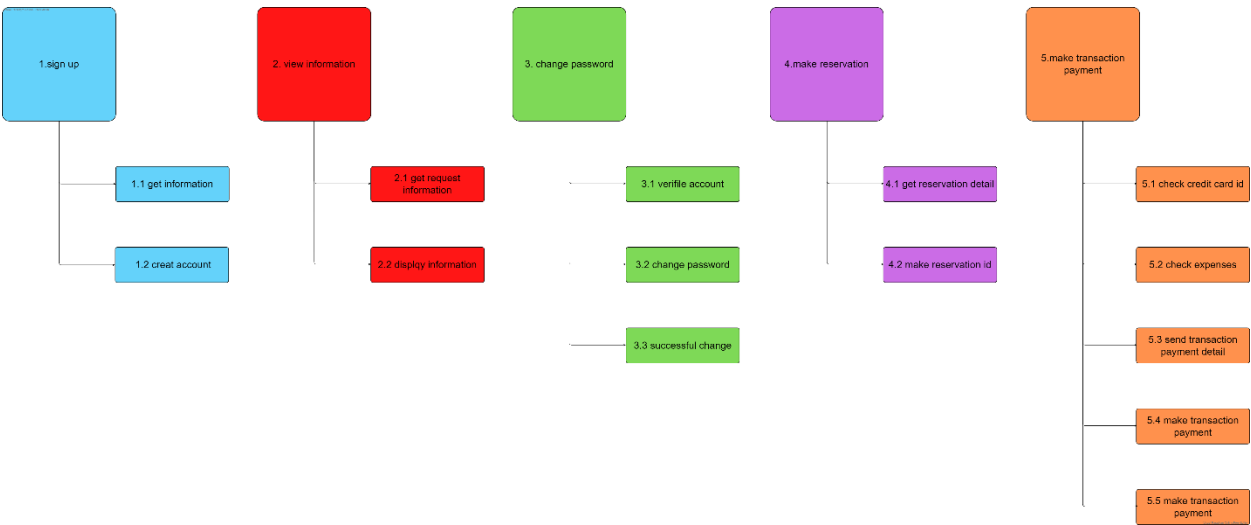 1.sign up
2. view information
3. change password
4.make reservation
5.make transaction
payment
1.1 get information
2.1 get request
information
3.1 verifile account
4.1 get reservation detail
5.1 check credit card id
1.2 creat account
2.2 displqy information
3.2 change password
4.2 make reservation id
5.2 check expenses
3.3 successful change
5.3 send transaction
payment detail
5.4 make transaction
payment
5.5 make transaction
payment